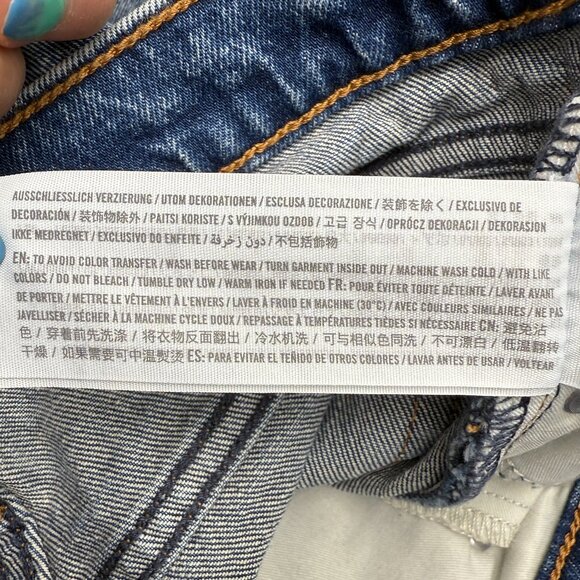 AUSSCHLIESSLICH VERZIERUNG / UTOM DEKORATIONEN / ESCLUSA DECORAZIONE / 装飾を除く / EXCLUSIVO DE
DECORACIÓN / 装饰物除外 / PAITSI KORISTE / S VÝJIMKOU OZDOB / 고급 장식 / OPRÓCZ DEKORACJI / DEKORASJON
IKKE MEDREGNET / EXCLUSIVO DO ENFEITE / دون زخرفة / 不包括飾物
EN: TO AVOID COLOR TRANSFER / WASH BEFORE WEAR / TURN GARMENT INSIDE OUT / MACHINE WASH COLD / WITH LIKE
COLORS / DO NOT BLEACH / TUMBLE DRY LOW / WARM IRON IF NEEDED FR: POUR ÉVITER TOUTE DÉTEINTE / LAVER AVANT
DE PORTER / METTRE LE VÊTEMENT À L'ENVERS / LAVER À FROID EN MACHINE (30°C) / AVEC COULEURS SIMILAIRES / NE PAS
JAVELLISER / SÉCHER À LA MACHINE CYCLE DOUX / REPASSAGE À TEMPÉRATURES TIÈDES SI NÉCESSAIRE CN: 避免沾
色 / 穿着前先洗涤 / 将衣物反面翻出 / 冷水机洗 / 可与相似色同洗 / 不可漂白 / 低温翻转
干燥 / 如果需要可中温熨烫 ES: PARA EVITAR EL TEÑIDO DE OTROS COLORES / LAVAR ANTES DE USAR / VOLTEAR